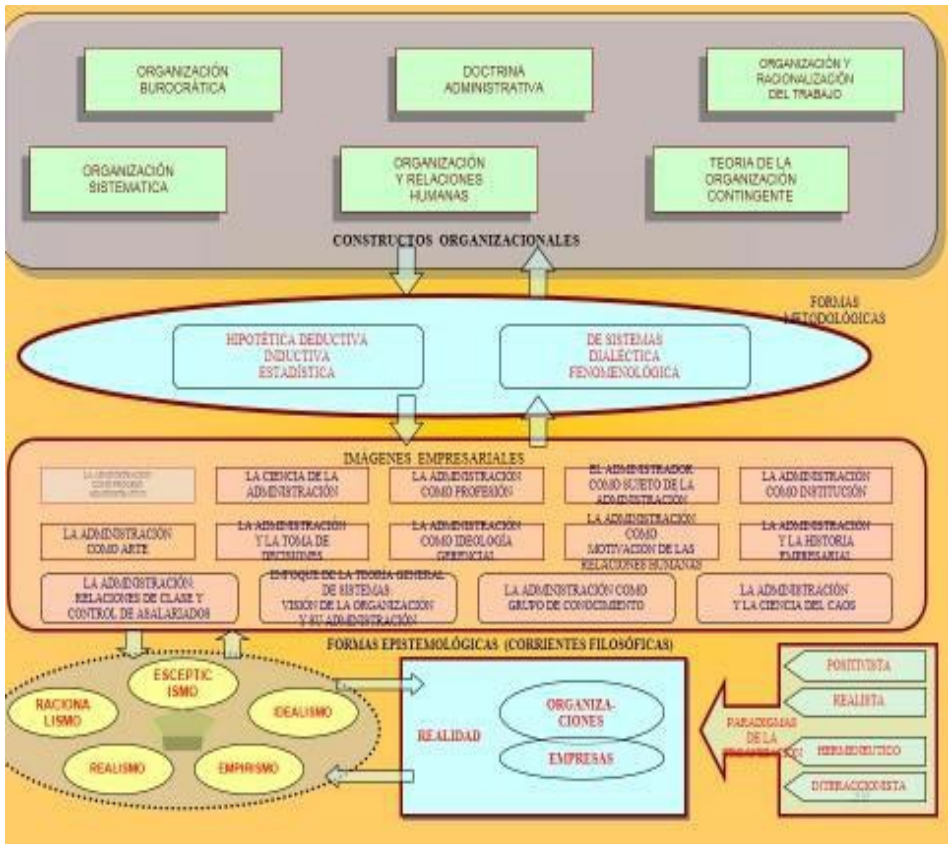 ORGANIZACIÓN
BUROCRÁTICA
DOCTRINA
ADMINISTRATIVA
ORGANIZACIÓN Y
RACIONALIZACIÓN
DEL TRABAJO
ORGANIZACIÓN
SISTEMATICA
ORGANIZACIÓN
Y RELACIONES
HUMANAS
TEORIA DE LA
ORGANIZACIÓN
CONTINGENTE
CONSTRUCTOS ORGANIZACIONALES
FORMAS
METODOLÓGICAS
HIPOTÉTICA DEDUCTIVA
INDUCTIVA
ESTADÍSTICA
DE SISTEMAS
DIALÉCTICA
FENOMENOLÓGICA
IMAGENES EMPRESARIALES
LA ADMINISTRACIÓN
LA CIENCIA DE LA
ADMINISTRACIÓN
LA ADMINISTRACIÓN
COMO PROFESIÓN
EL ADMINISTRADOR
COMO SUJETO DE LA
ADMINISTRACIÓN
LA ADMINISTRACIÓN
COMO INSTITUCIÓN
LA ADMINISTRACIÓN
COMO ARTE
LA ADMINISTRACIÓN
Y LA TOMA DE
DECISIONES
LA ADMINISTRACIÓN
COMO IDEOLOGÍA
GERENCIAL
LA ADMINISTRACIÓN
COMO
MOTIVACIÓN DE LAS
RELACIONES HUMANAS
LA ADMINISTRACIÓN
Y LA HISTORIA
EMPRESARIAL
LA ADMINISTRACIÓN:
RELACIONES DE CLASE Y
CONTROL DE ASALARIADOS
ENFOQUE DE LA TEORÍA GENERAL
DE SISTEMAS
VISIÓN DE LA ORGANIZACIÓN
Y SU ADMINISTRACIÓN
LA ADMINISTRACIÓN COMO
GRUPO DE CONOCIMIENTO
LA ADMINISTRACIÓN
Y LA CIENCIA DEL CAOS
FORMAS EPISTEMOLÓGICAS (CORRIENTES FILOSÓFICAS)
ESCEPTIC
ISMO
RACIONA
LISMO
IDEALISMO
REALISMO
EMPIRISMO
REALIDAD
ORGANIZA-
CIONES
EMPRESAS
PARADIGMAS
DE LA
POSITIVISTA
REALISTA
HERMENEUTICO
INTERACCIONISTA